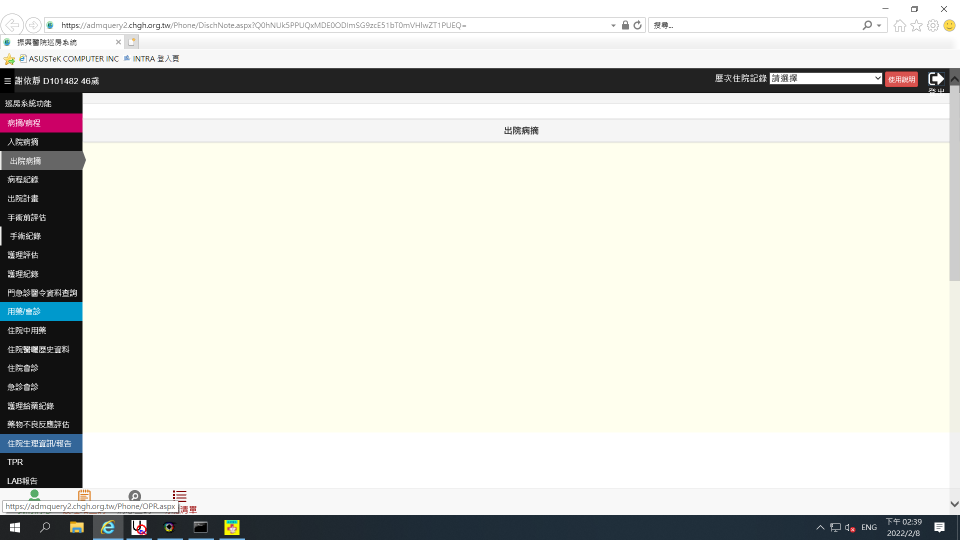 https://admquery2.chgh.org.tw/Phone/DischNote.aspx?Q0hNUk5PPUQxMDE0ODImSG9zcE51bT0mVHlwZT1PUEQ=
搜尋...
振興醫院巡房系統
ASUSTeK COMPUTER INC
INTRA 登入頁
≡ 謝依靜 D101482 46歲
歷次住院記錄 請選擇
使用說明
登出
巡房系統功能
出院病摘
病摘/病程
入院病摘
出院病摘
病程紀錄
出院計畫
手術前評估
手術紀錄
護理評估
護理紀錄
門急診醫令資料查詢
用藥/會診
住院中用藥
住院醫囑歷史資料
住院會診
急診會診
護理給藥紀錄
藥物不良反應評估
住院生理資訊/報告
TPR
LAB報告
https://admquery2.chgh.org.tw/Phone/OPR.aspx
清單
ENG
下午 02:39
2022/2/8